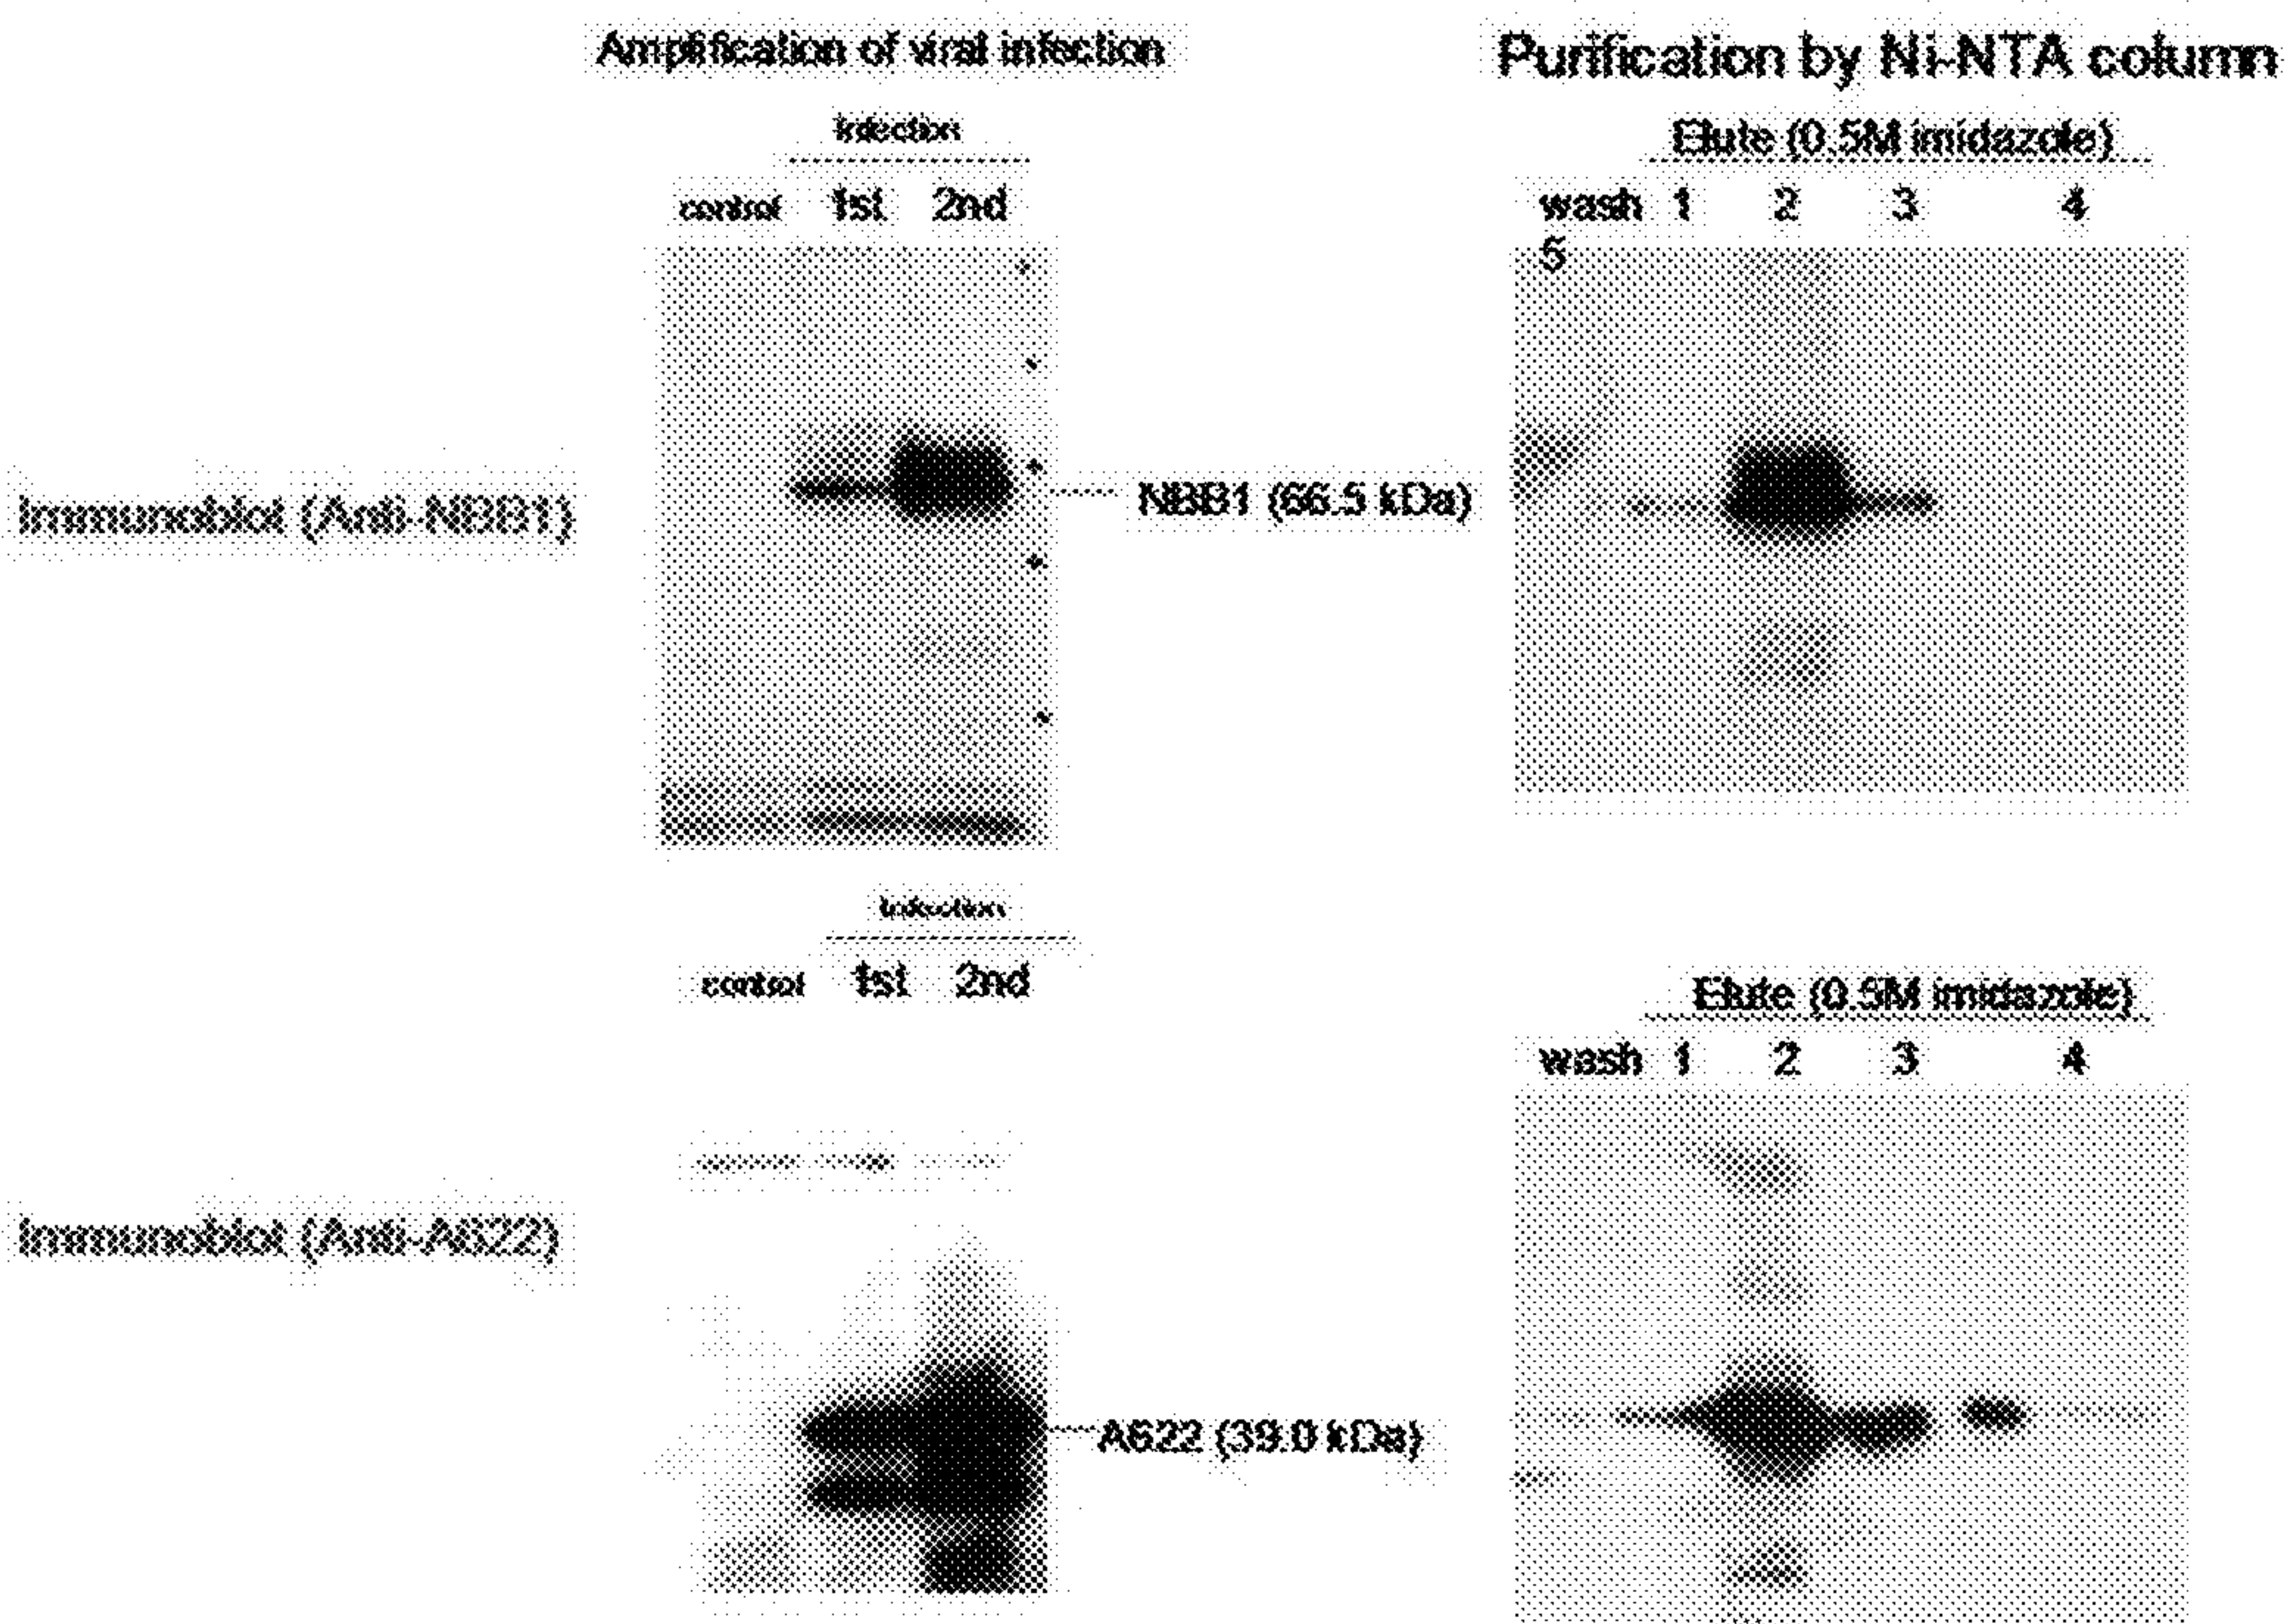 Amplification of viral infection
Purification by Ni-NTA column
Infection
control 1st 2nd
Elute (0.5M imidazole)
wash 1 2 3 4
5
Immunoblot (Anti-NBB1)
NBB1 (66.5 kDa)
Infection
control 1st 2nd
Elute (0.5M imidazole)
wash 1 2 3 4
Immunoblot (Anti-A622)
A622 (39.0 kDa)